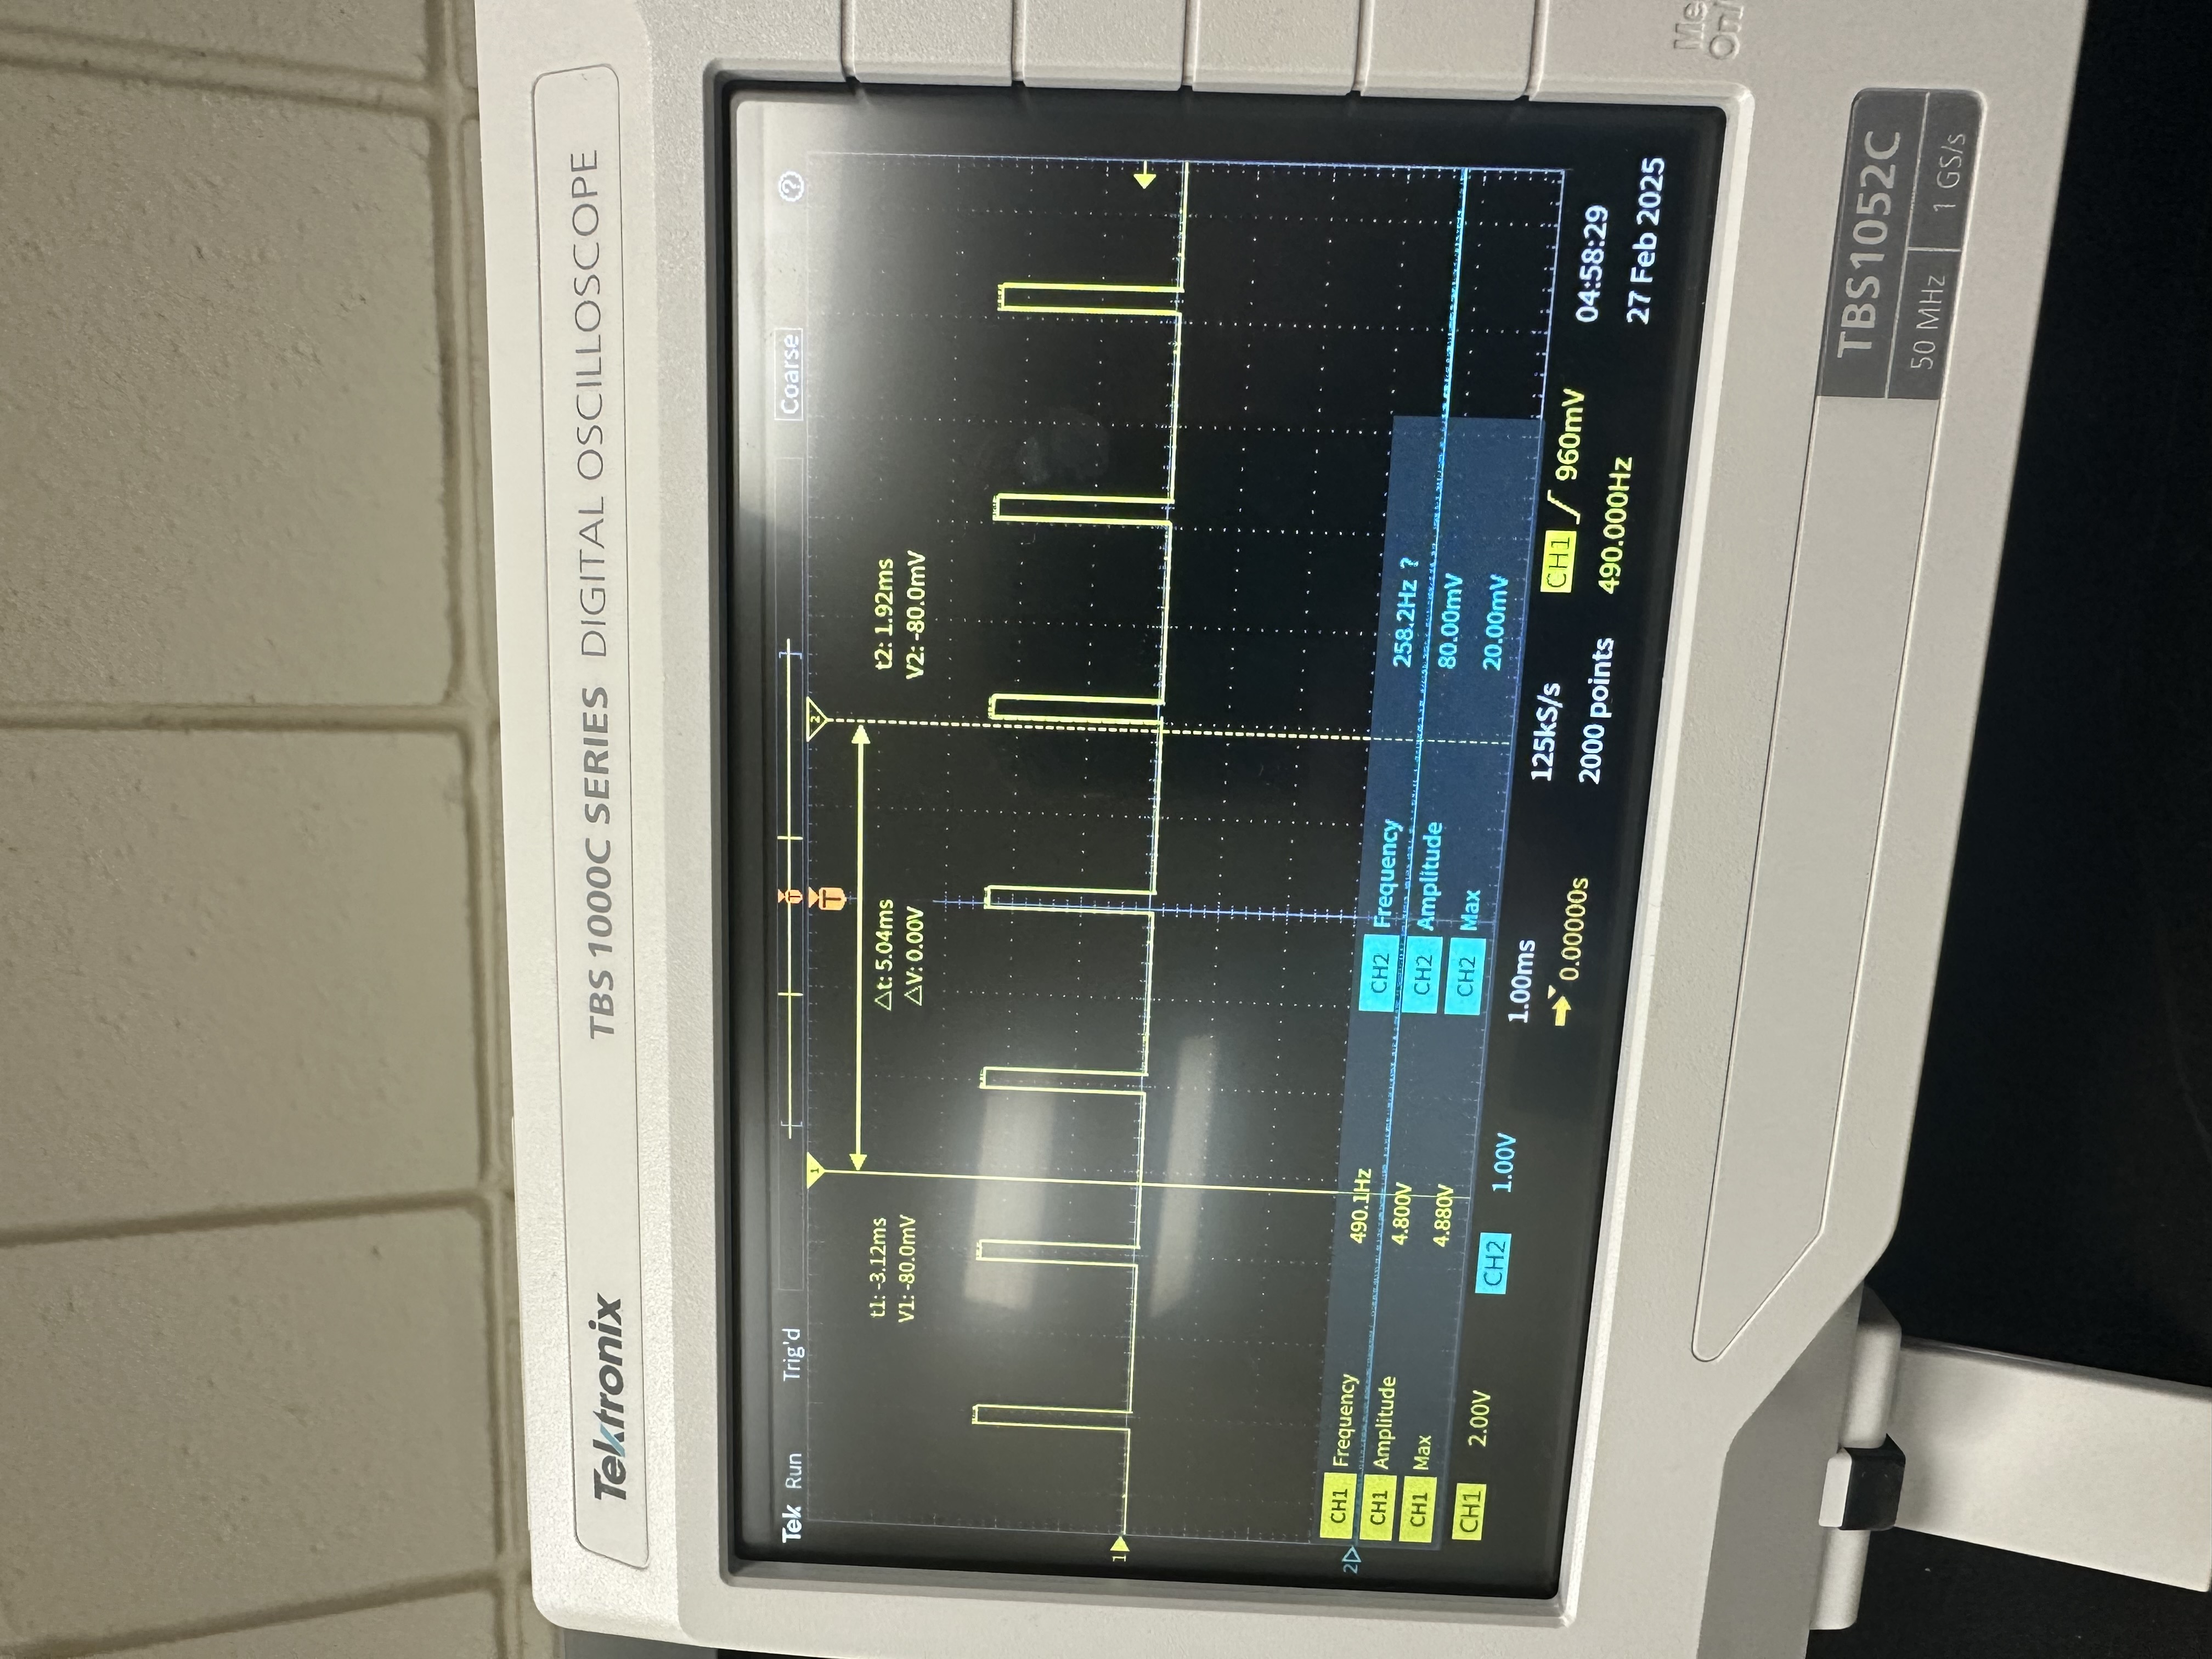 Tektronix
TBS 1000C SERIES DIGITAL OSCILLOSCOPE
Tek Run Trig'd T Coarse ?
1 T 2
t1: -3.12ms △t: 5.04ms t2: 1.92ms
V1: -80.0mV △V: 0.00V V2: -80.0mV
1
2
CH1 Frequency 490.1Hz CH2 Frequency 258.2Hz ?
CH1 Amplitude 4.800V CH2 Amplitude 80.00mV
CH1 Max 4.880V CH2 Max 20.00mV
CH1 2.00V CH2 1.00V 1.00ms 125kS/s CH1 960mV 04:58:29
0.00000s 2000 points 490.000Hz 27 Feb 2025
TBS1052C
50 MHz 1 GS/s